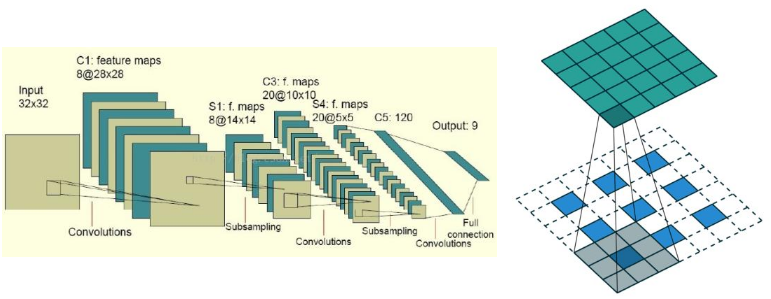 Input
32x32
C1: feature maps
8@28x28
S1: f. maps
8@14x14
C3: f. maps
20@10x10
S4: f. maps
20@5x5
C5: 120
Output: 9
Convolutions
Subsampling
Convolutions
Subsampling
Convolutions
Full
connection